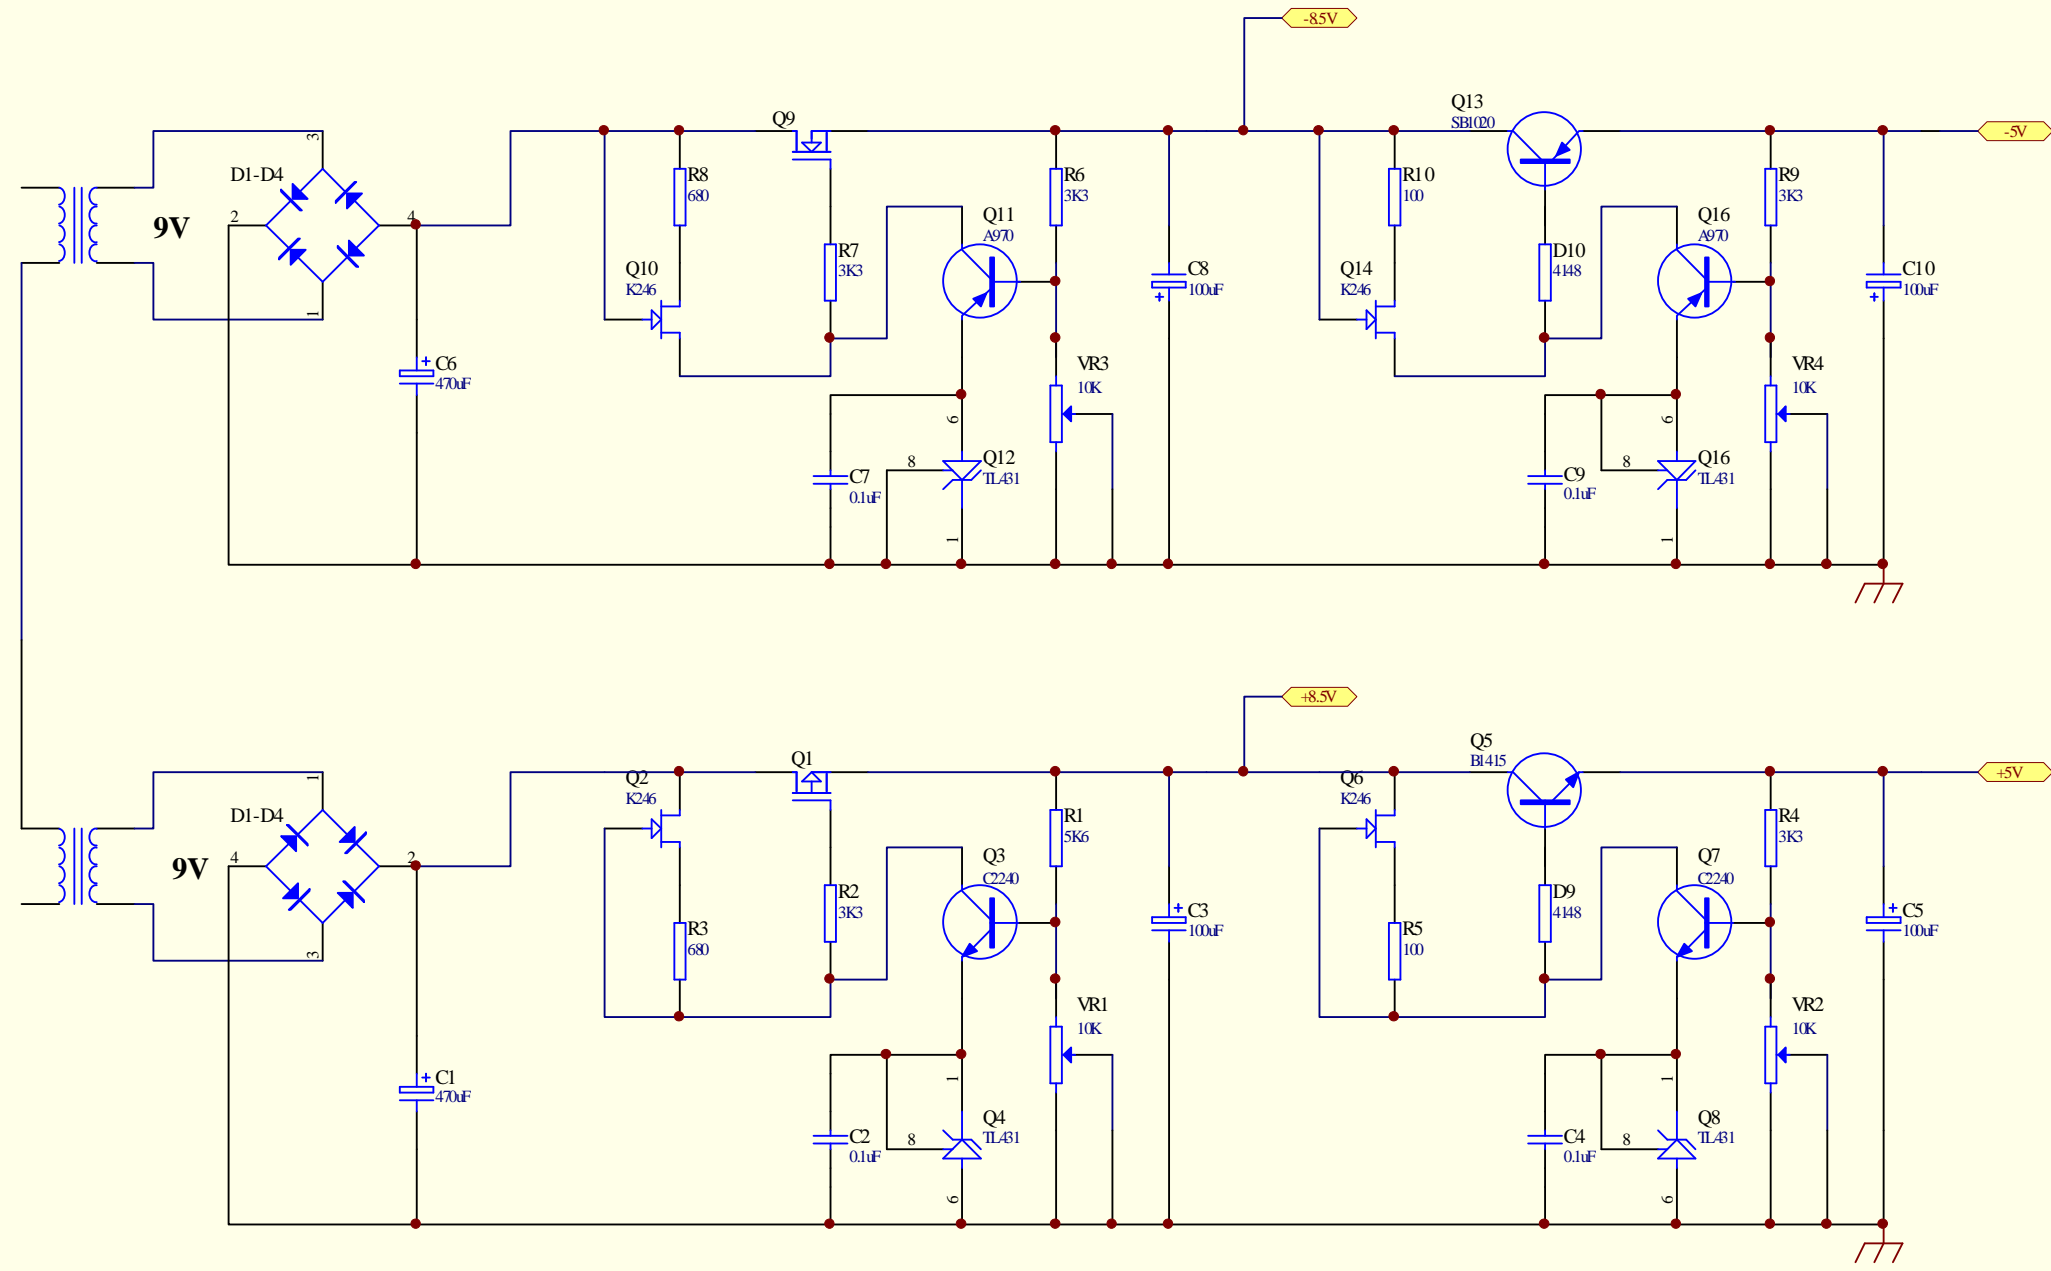 -8.5V
Q13
SB1020
Q9
-5V
3
D1-D4
R8
680
R6
3K3
R10
100
R9
3K3
2
9V
4
Q11
A970
Q16
A970
R7
3K3
D10
4148
Q10
K246
C8
100uF
Q14
K246
C10
100uF
1
C6
470uF
VR3
10K
VR4
10K
6
6
8
Q12
TL431
8
Q16
TL431
C7
0.1uF
C9
0.1uF
1
1
+8.5V
Q5
B1415
Q1
Q2
K246
Q6
K246
+5V
1
D1-D4
R1
5K6
R4
3K3
4
9V
2
Q3
C2240
Q7
C2240
R2
3K3
D9
4148
C3
100uF
C5
100uF
R3
680
R5
100
3
VR1
10K
VR2
10K
C1
470uF
1
1
Q4
TL431
Q8
TL431
C2
0.1uF
8
C4
0.1uF
8
6
6